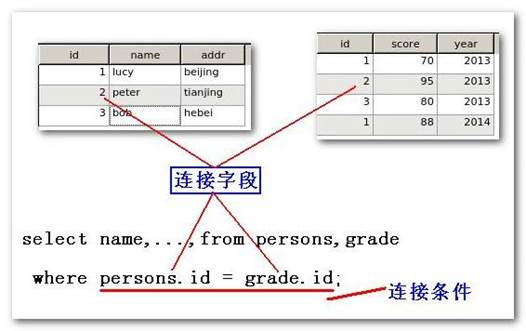 id name addr
1 lucy beijing
2 peter tianjing
3 bob hebei
id score year
1 70 2013
2 95 2013
3 80 2013
1 88 2014
连接字段
select name,...,from persons,grade
where persons.id = grade.id;
连接条件